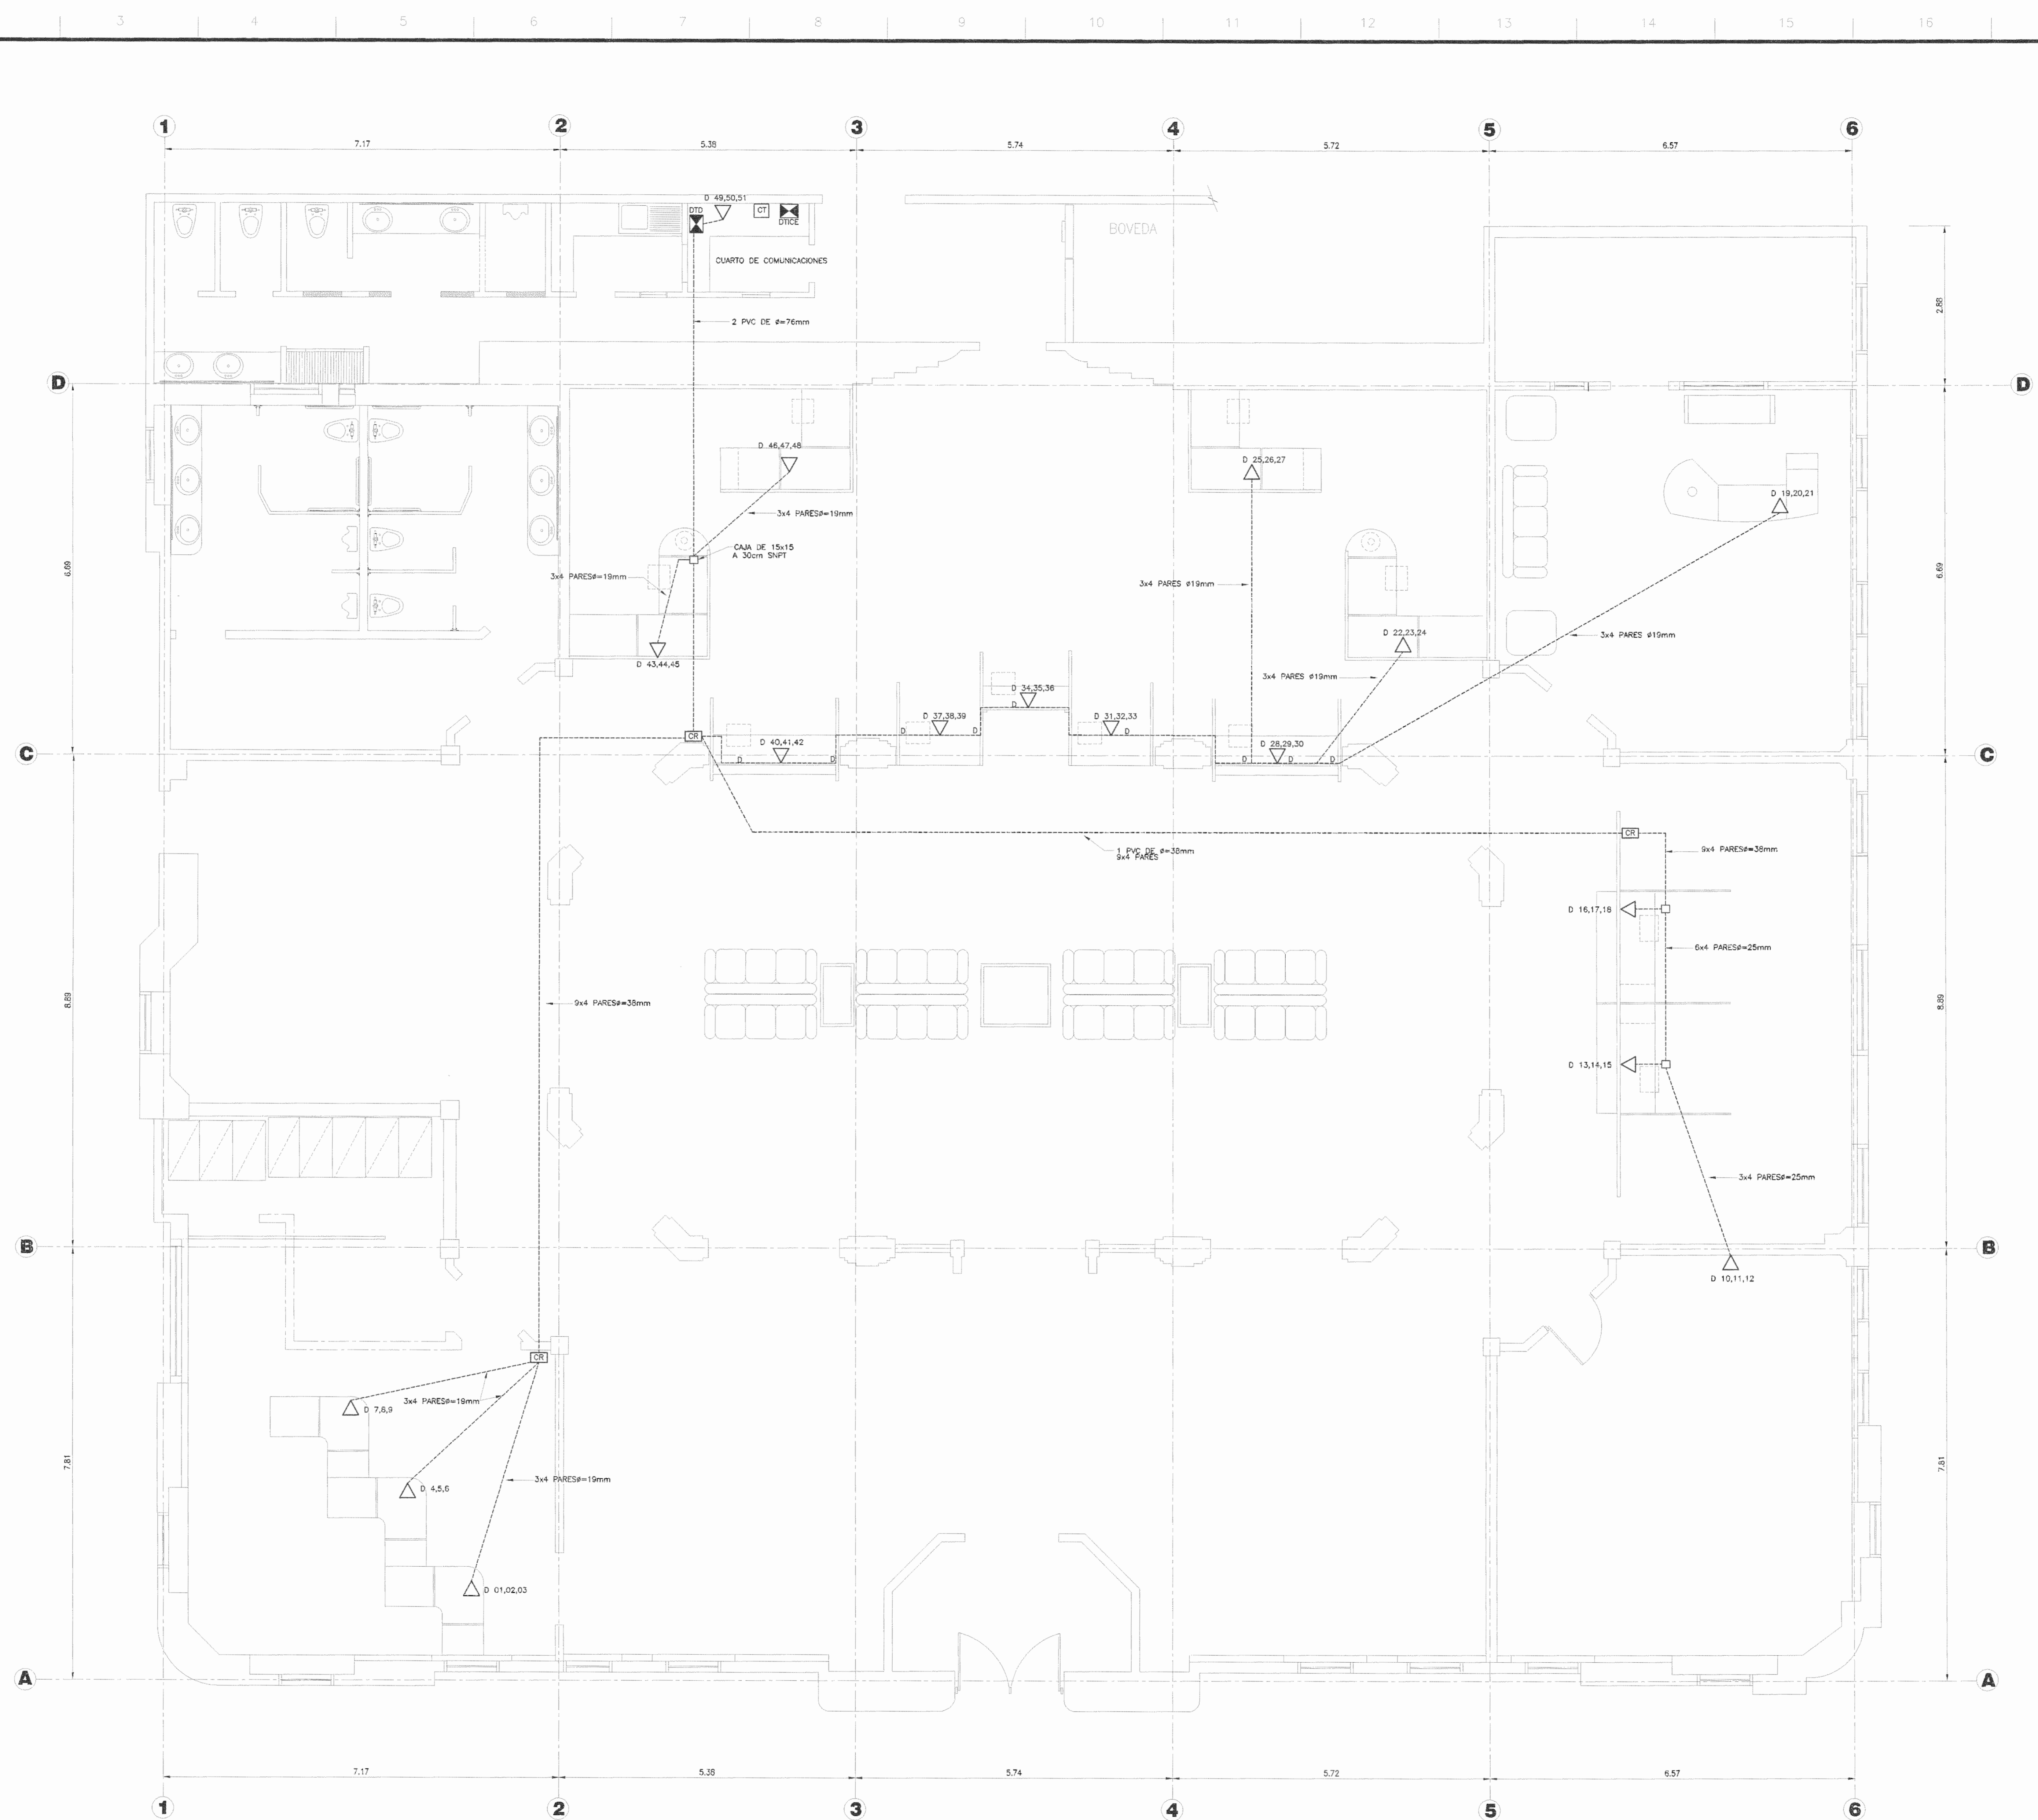 3 4 5 6 7 8 9 10 11 12 13 14 15 16
1 2 3 4 5 6
7.17 5.38 5.74 5.72 6.57
D 49,50,51
DTD CT
DTICE
BOVEDA
CUARTO DE COMUNICACIONES
2.88
2 PVC DE ø=76mm
D D
D 46,47,48
D 25,26,27
D 19,20,21
3x4 PARESø=19mm
CAJA DE 15x15
A 30cm SNPT
3x4 PARESø=19mm
3x4 PARES ø19mm
6.69 6.69
D 22,23,24
3x4 PARES ø19mm
D 43,44,45
3x4 PARES ø19mm
D 34,35,36
D
D 37,38,39
D 31,32,33
D D D
CR
D 40,41,42
D 28,29,30
D D D D D
C C
CR
1 PVC DE ø=38mm
9x4 PARES
9x4 PARESø=38mm
D 16,17,18
6x4 PARESø=25mm
8.89 8.89
9x4 PARESø=38mm
D 13,14,15
3x4 PARESø=25mm
B B
D 10,11,12
CR
3x4 PARESø=19mm
D 7,8,9
7.81 7.81
3x4 PARESø=19mm
D 4,5,6
D 01,02,03
A A
7.17 5.38 5.74 5.72 6.57
1 2 3 4 5 6